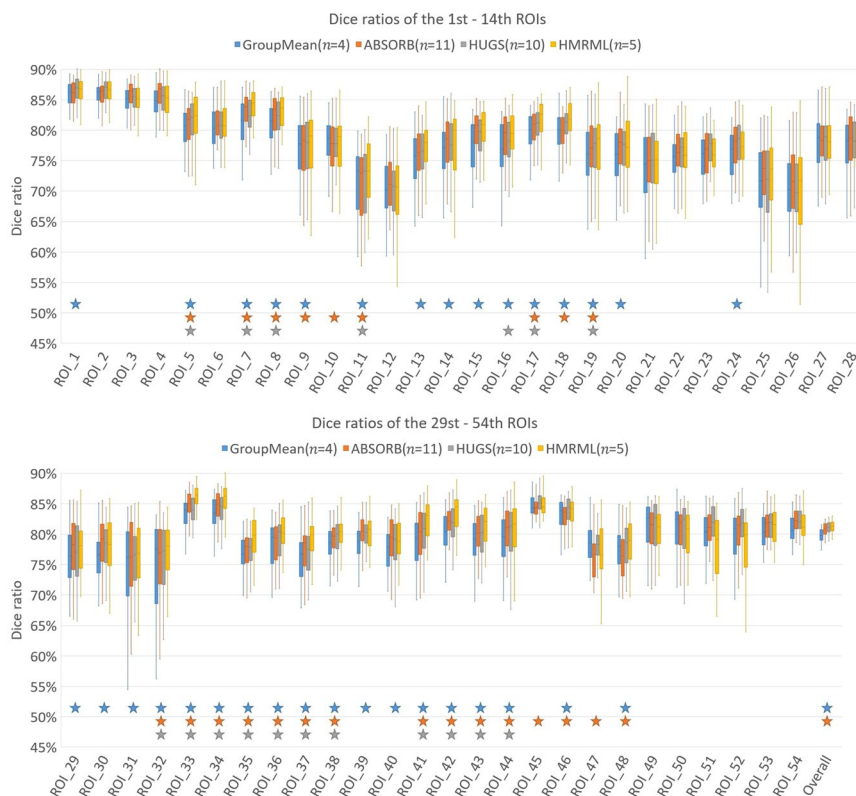 Dice ratios of the 1st - 14th ROIs
GroupMean(n=4) ABSORB(n=11) HUGS(n=10) HMRML(n=5)
90%
85%
80%
75%
70%
65%
60%
55%
50%
45%
Dice ratio
ROI_1 ROI_2 ROI_3 ROI_4 ROI_5 ROI_6 ROI_7 ROI_8 ROI_9 ROI_10 ROI_11 ROI_12 ROI_13 ROI_14 ROI_15 ROI_16 ROI_17 ROI_18 ROI_19 ROI_20 ROI_21 ROI_22 ROI_23 ROI_24 ROI_25 ROI_26 ROI_27 ROI_28
Dice ratios of the 29st - 54th ROIs
GroupMean(n=4) ABSORB(n=11) HUGS(n=10) HMRML(n=5)
90%
85%
80%
75%
70%
65%
60%
55%
50%
45%
Dice ratio
ROI_29 ROI_30 ROI_31 ROI_32 ROI_33 ROI_34 ROI_35 ROI_36 ROI_37 ROI_38 ROI_39 ROI_40 ROI_41 ROI_42 ROI_43 ROI_44 ROI_45 ROI_46 ROI_47 ROI_48 ROI_49 ROI_50 ROI_51 ROI_52 ROI_53 ROI_54 Overall